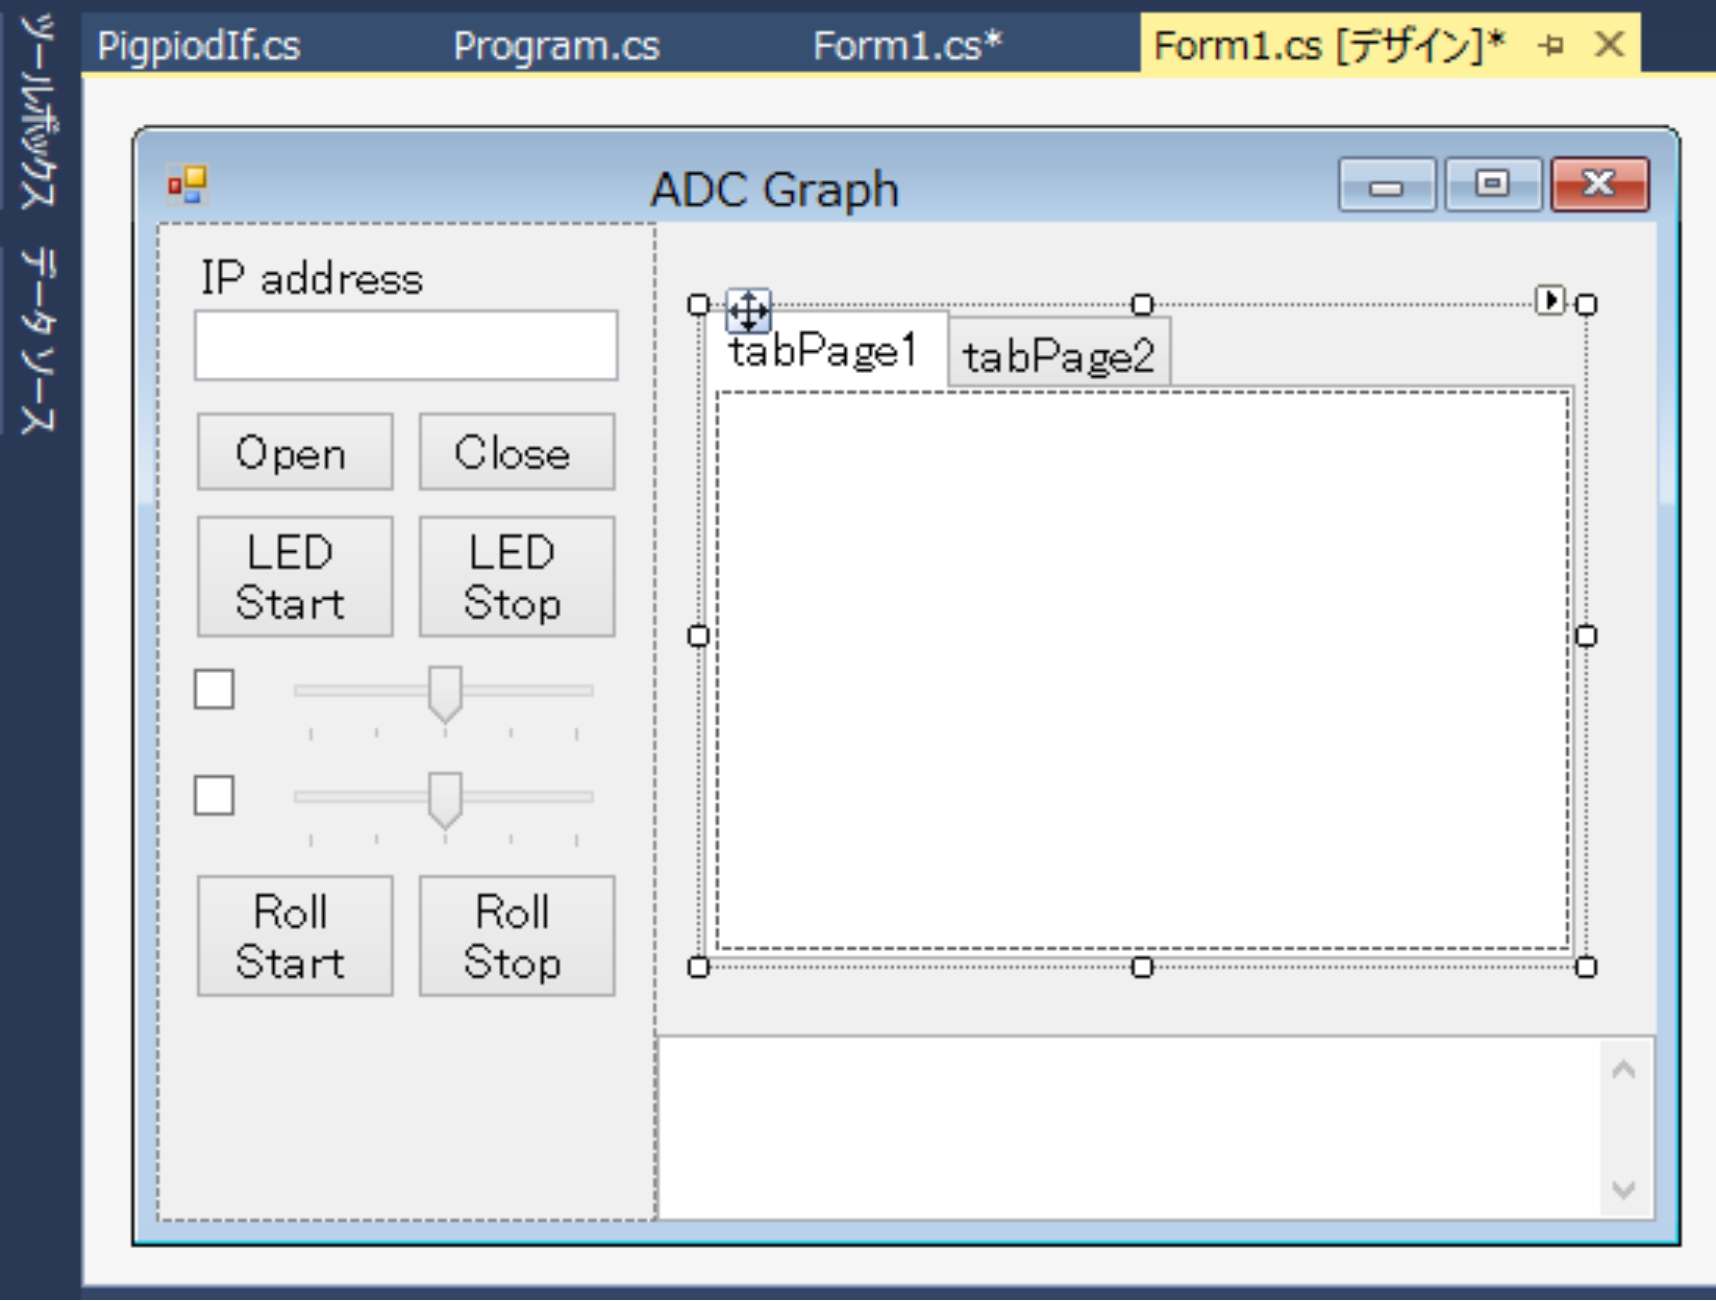 ツールボックス
データ ソース
PigpiodIf.cs
Program.cs
Form1.cs*
Form1.cs [デザイン]*
ADC Graph
IP address
Open
Close
LED
Start
LED
Stop
Roll
Start
Roll
Stop
tabPage1
tabPage2